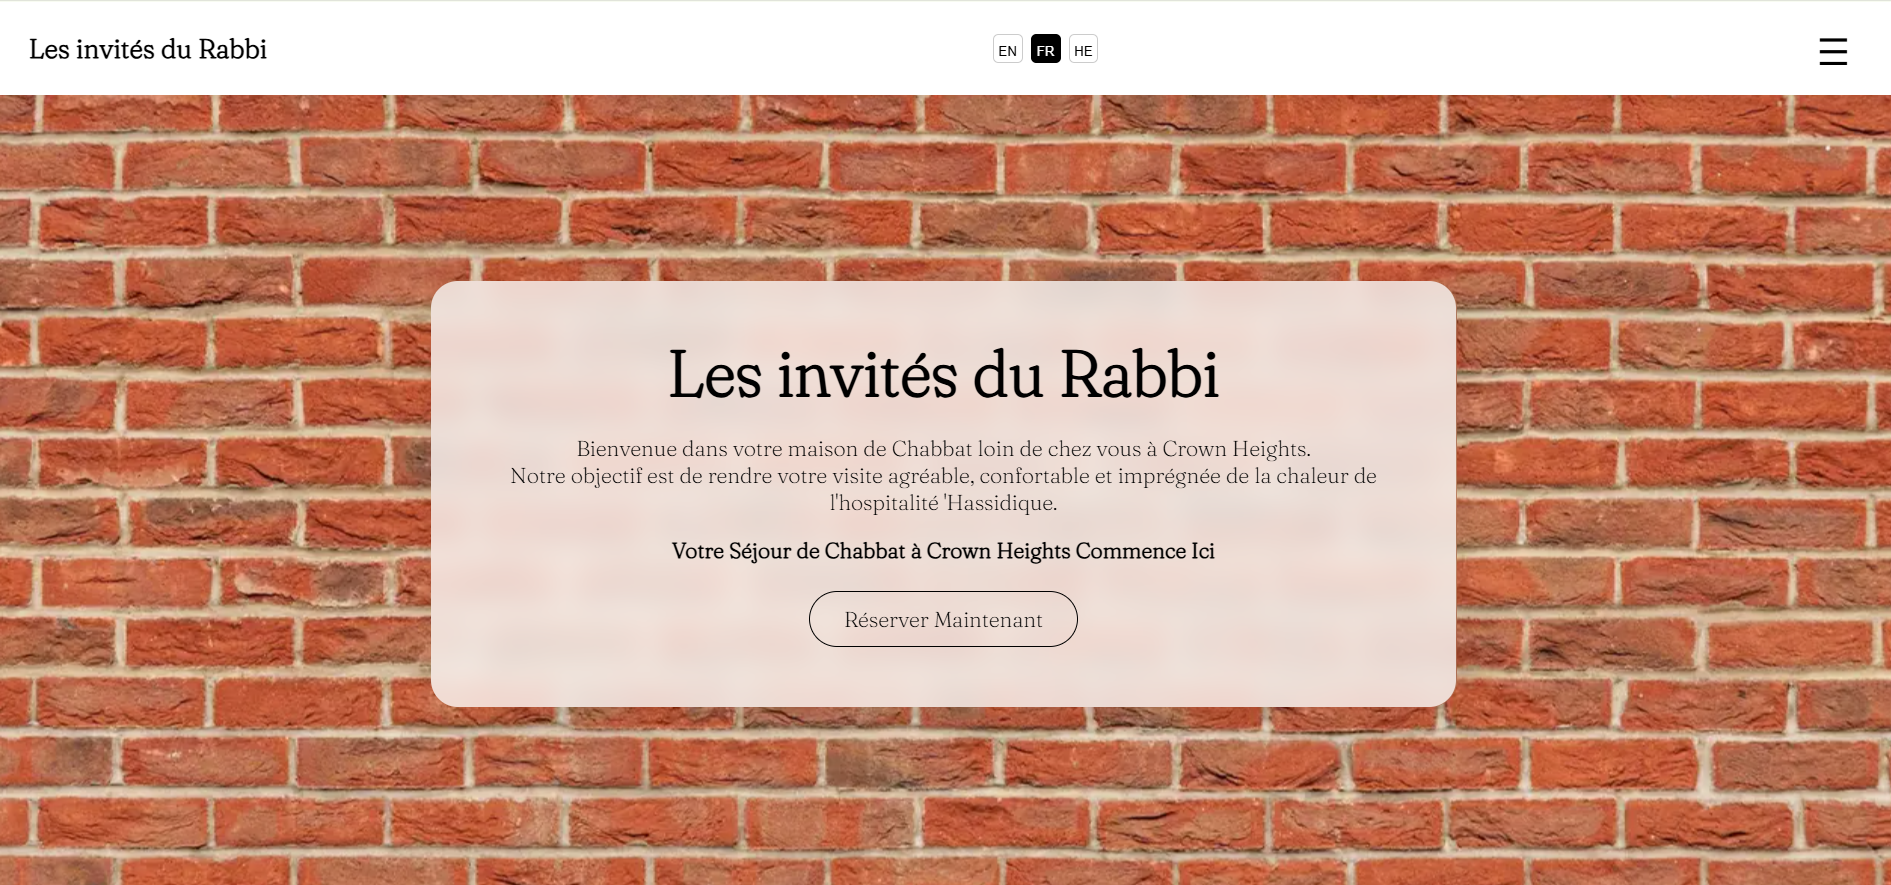 Les invités du Rabbi
EN FR HE
Les invités du Rabbi
Bienvenue dans votre maison de Chabbat loin de chez vous à Crown Heights.
Notre objectif est de rendre votre visite agréable, confortable et imprégnée de la chaleur de
l'hospitalité 'Hassidique.
Votre Séjour de Chabbat à Crown Heights Commence Ici
Réserver Maintenant